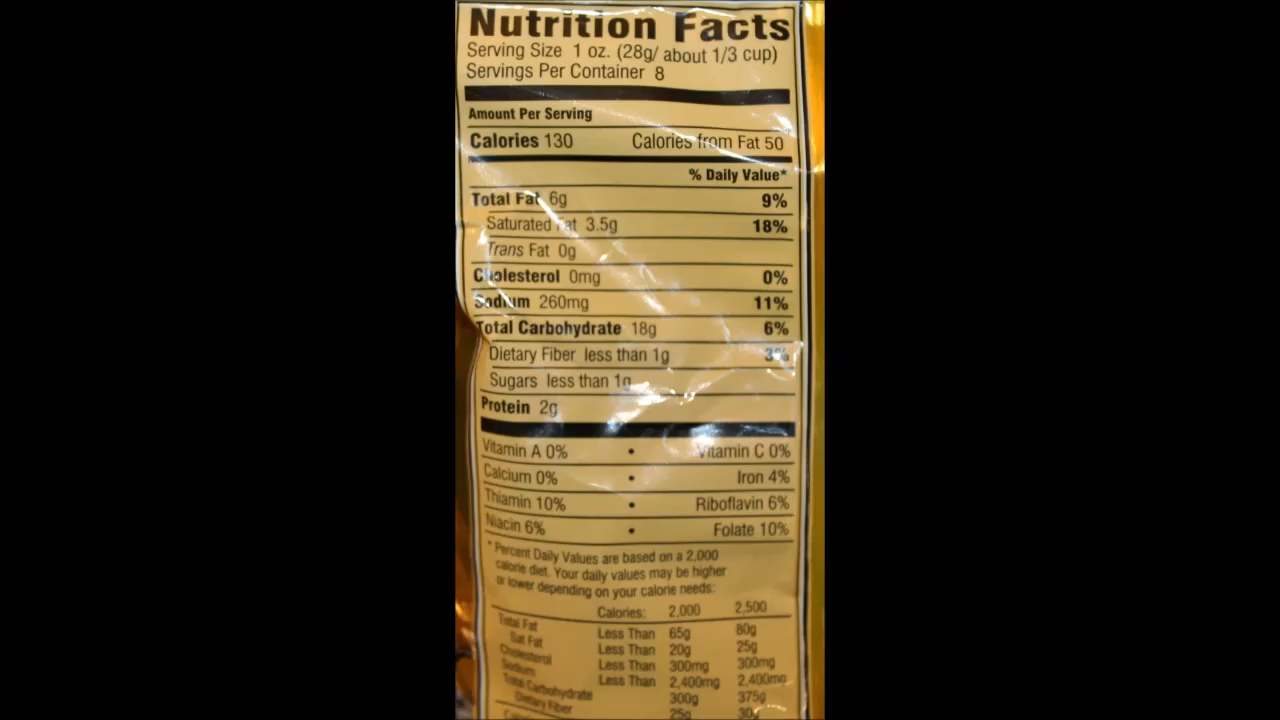 Nutrition Facts
Serving Size 1 oz. (28g/ about 1/3 cup)
Servings Per Container 8
Amount Per Serving
Calories 130 Calories from Fat 50
% Daily Value*
Total Fat 6g 9%
Saturated Fat 3.5g 18%
Trans Fat 0g
Cholesterol 0mg 0%
Sodium 260mg 11%
Total Carbohydrate 18g 6%
Dietary Fiber less than 1g 3%
Sugars less than 1g
Protein 2g
Vitamin A 0% • Vitamin C 0%
Calcium 0% • Iron 4%
Thiamin 10% • Riboflavin 6%
Niacin 6% • Folate 10%
* Percent Daily Values are based on a 2,000
calorie diet. Your daily values may be higher
or lower depending on your calorie needs:
Calories: 2,000 2,500
Total Fat Less Than 65g 80g
Sat Fat Less Than 20g 25g
Cholesterol Less Than 300mg 300mg
Sodium Less Than 2,400mg 2,400mg
Total Carbohydrate 300g 375g
Dietary Fiber 25g 30g